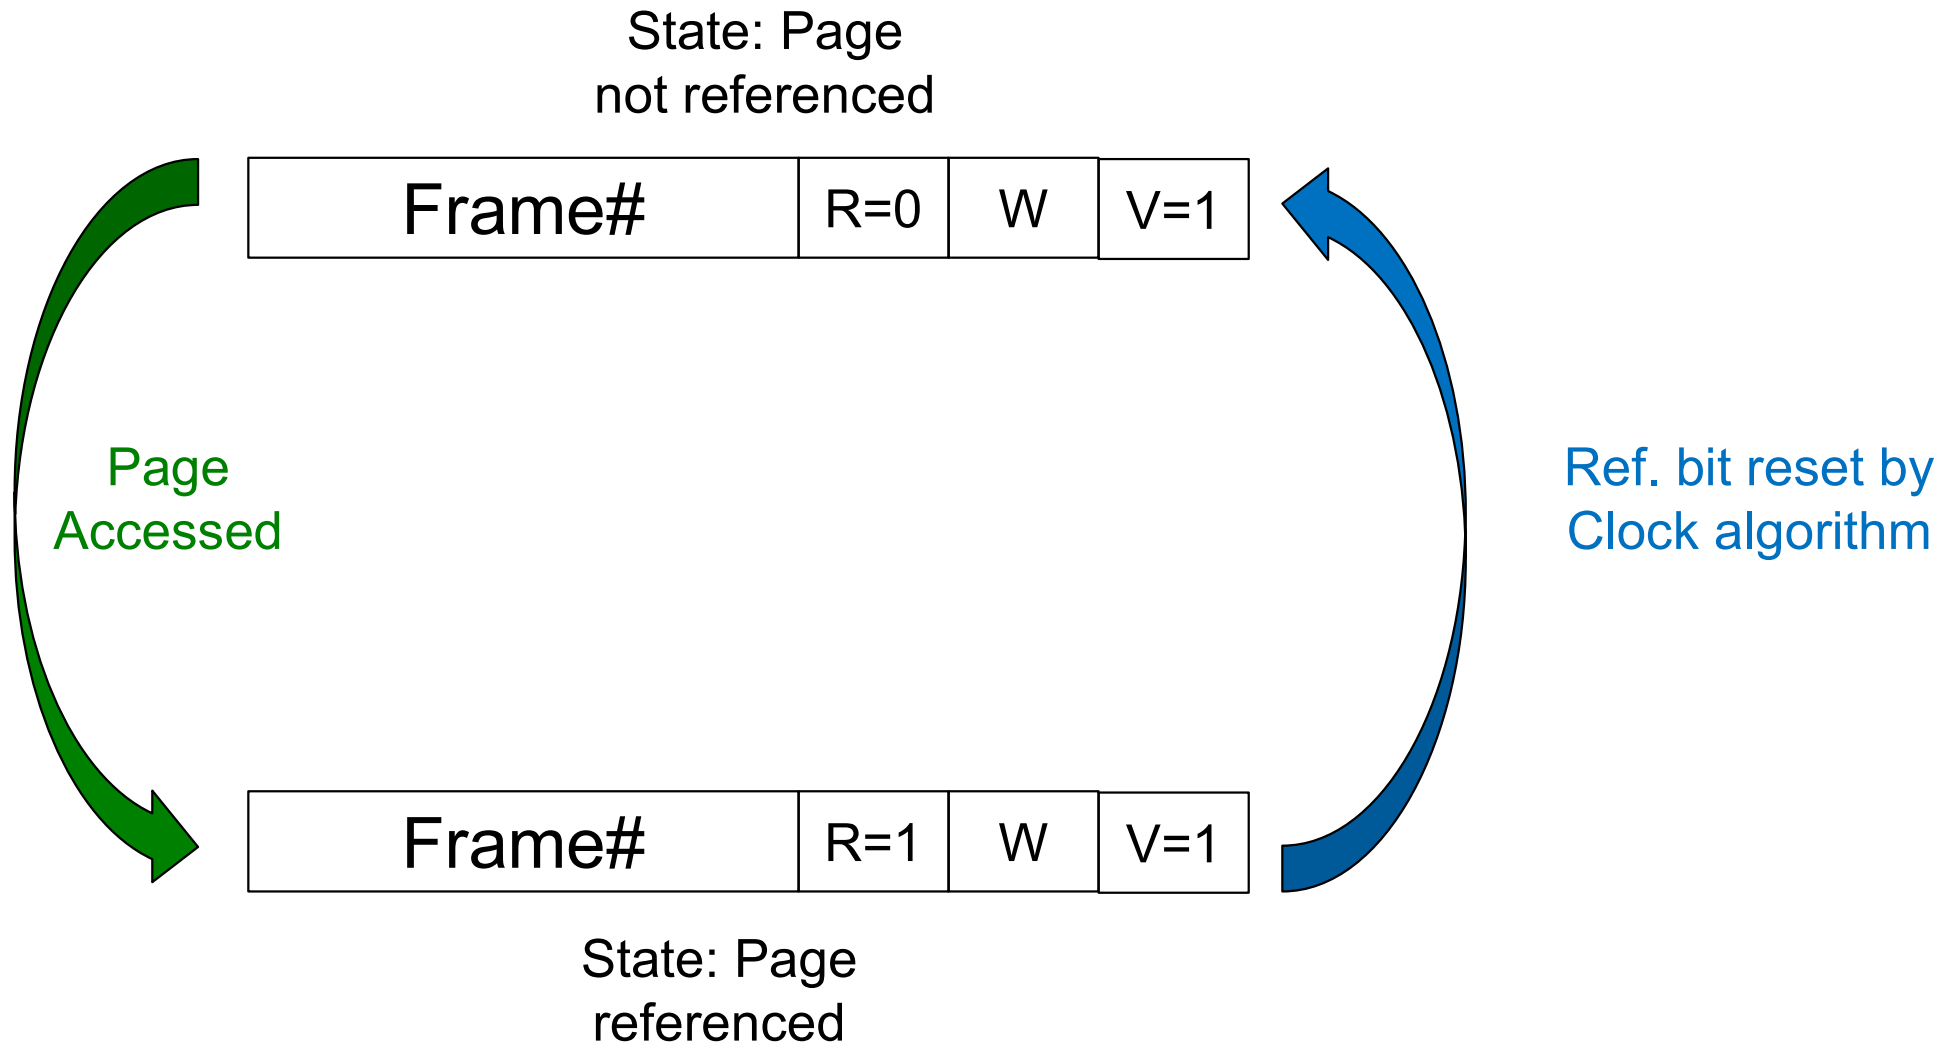 State: Page
not referenced
Frame# R=0 W V=1
Page
Accessed
Ref. bit reset by
Clock algorithm
Frame# R=1 W V=1
State: Page
referenced